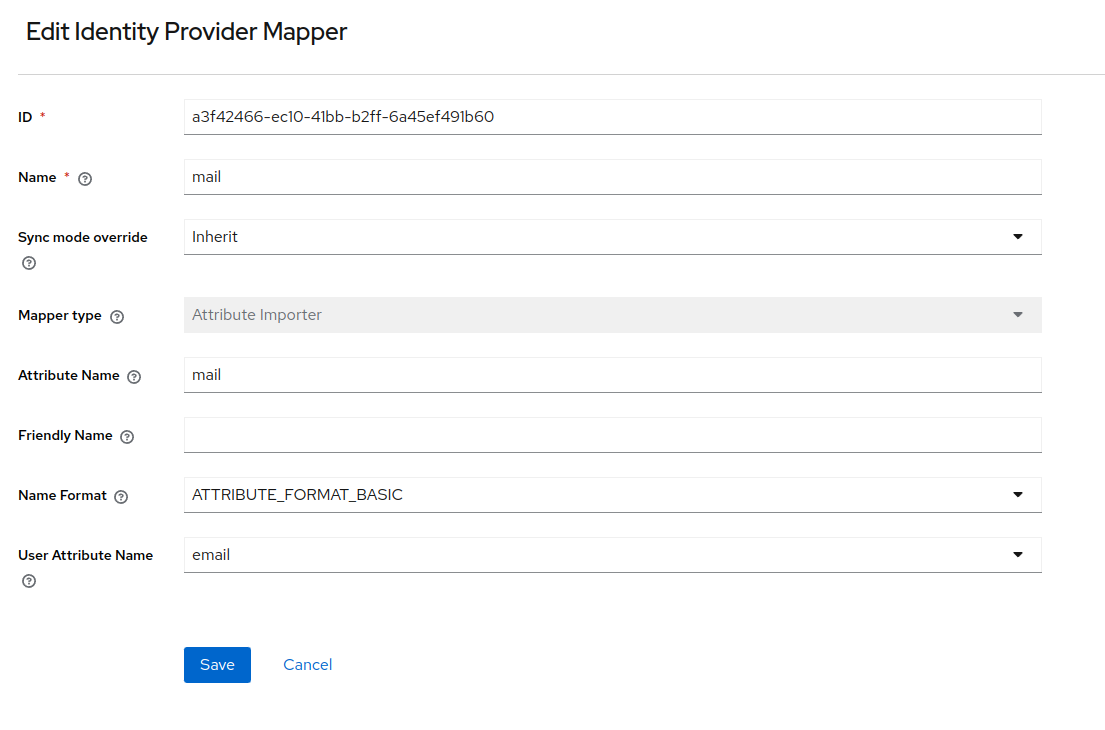 Edit Identity Provider Mapper
ID *
a3f42466-ec10-41bb-b2ff-6a45ef491b60
Name *
mail
Sync mode override
Inherit
Mapper type
Attribute Importer
Attribute Name
mail
Friendly Name
Name Format
ATTRIBUTE_FORMAT_BASIC
User Attribute Name
email
Save Cancel